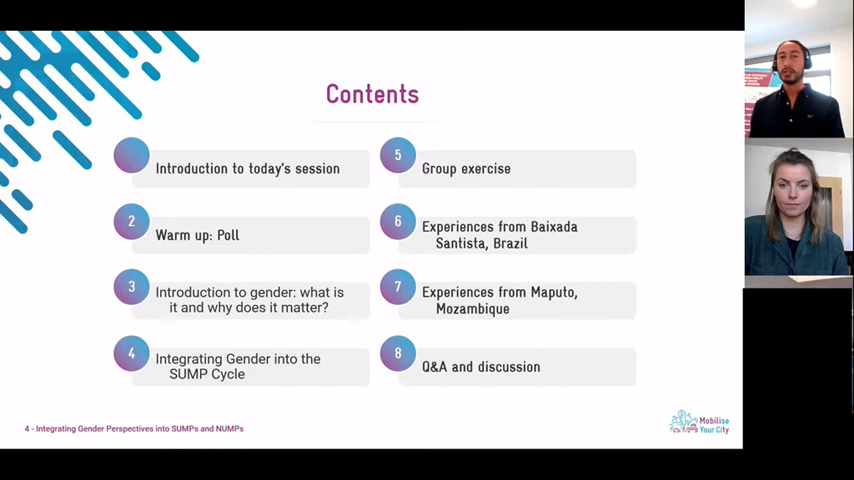 Contents
Introduction to today's session
2
Warm up: Poll
3
Introduction to gender: what is
it and why does it matter?
4
Integrating Gender into the
SUMP Cycle
5
Group exercise
6
Experiences from Baixada
Santista, Brazil
7
Experiences from Maputo,
Mozambique
8
Q&A and discussion
4 - Integrating Gender Perspectives into SUMPs and NUMPs
Mobilise
Your City